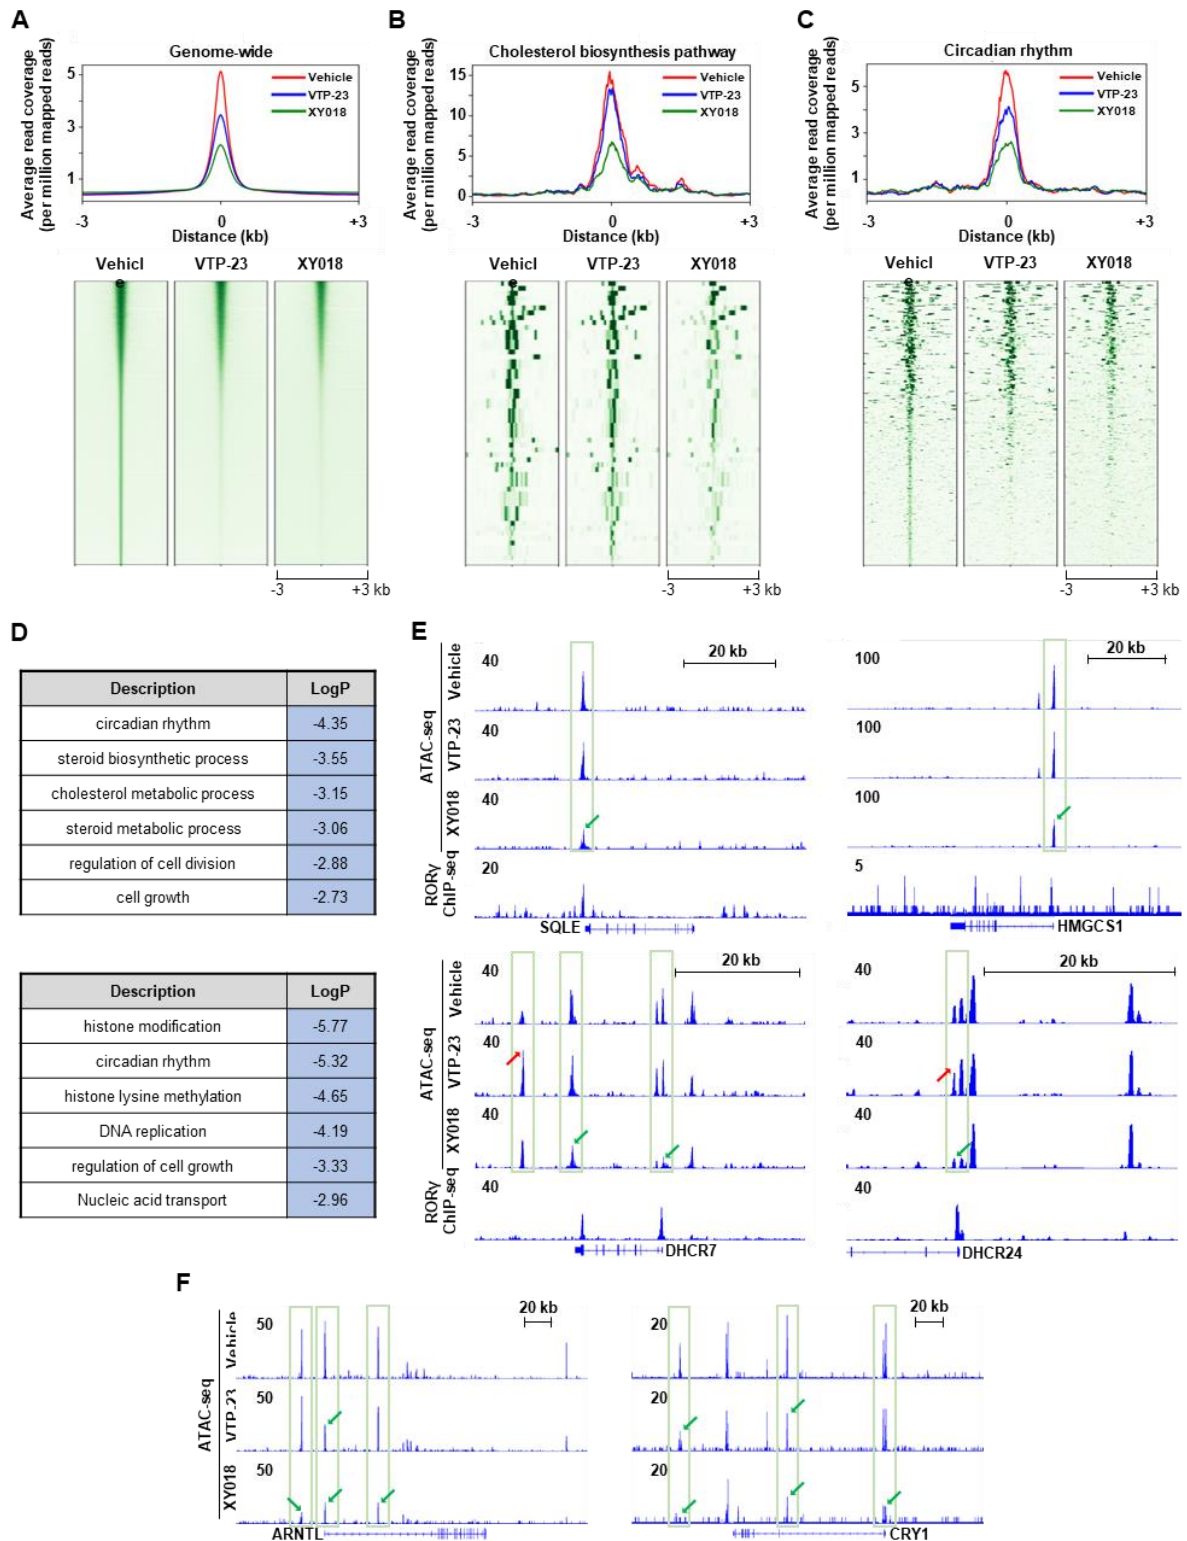 A
Genome-wide
Average read coverage
(per million mapped reads)
5
3
1
Vehicle
VTP-23
XY018
-3
0
+3
Distance (kb)
Vehicl
e
VTP-23
XY018
-3
+3 kb
B
Cholesterol biosynthesis pathway
Average read coverage
(per million mapped reads)
15
10
5
0
Vehicle
VTP-23
XY018
-3
0
+3
Distance (kb)
Vehicl
e
VTP-23
XY018
-3
+3 kb
C
Circadian rhythm
Average read coverage
(per million mapped reads)
5
3
1
Vehicle
VTP-23
XY018
-3
0
+3
Distance (kb)
Vehicl
e
VTP-23
XY018
-3
+3 kb
D
Description LogP
circadian rhythm -4.35
steroid biosynthetic process -3.55
cholesterol metabolic process -3.15
steroid metabolic process -3.06
regulation of cell division -2.88
cell growth -2.73
Description LogP
histone modification -5.77
circadian rhythm -5.32
histone lysine methylation -4.65
DNA replication -4.19
regulation of cell growth -3.33
Nucleic acid transport -2.96
E
ATAC-seq
Vehicle
VTP-23
XY018
RORγ
ChIP-seq
40
40
40
20
20 kb
SQLE
100
100
100
5
20 kb
HMGCS1
ATAC-seq
Vehicle
VTP-23
XY018
RORγ
ChIP-seq
40
40
40
40
20 kb
DHCR7
40
40
40
40
20 kb
DHCR24
F
ATAC-seq
Vehicle
VTP-23
XY018
50
50
50
20 kb
ARNTL
20
20
20
20 kb
CRY1